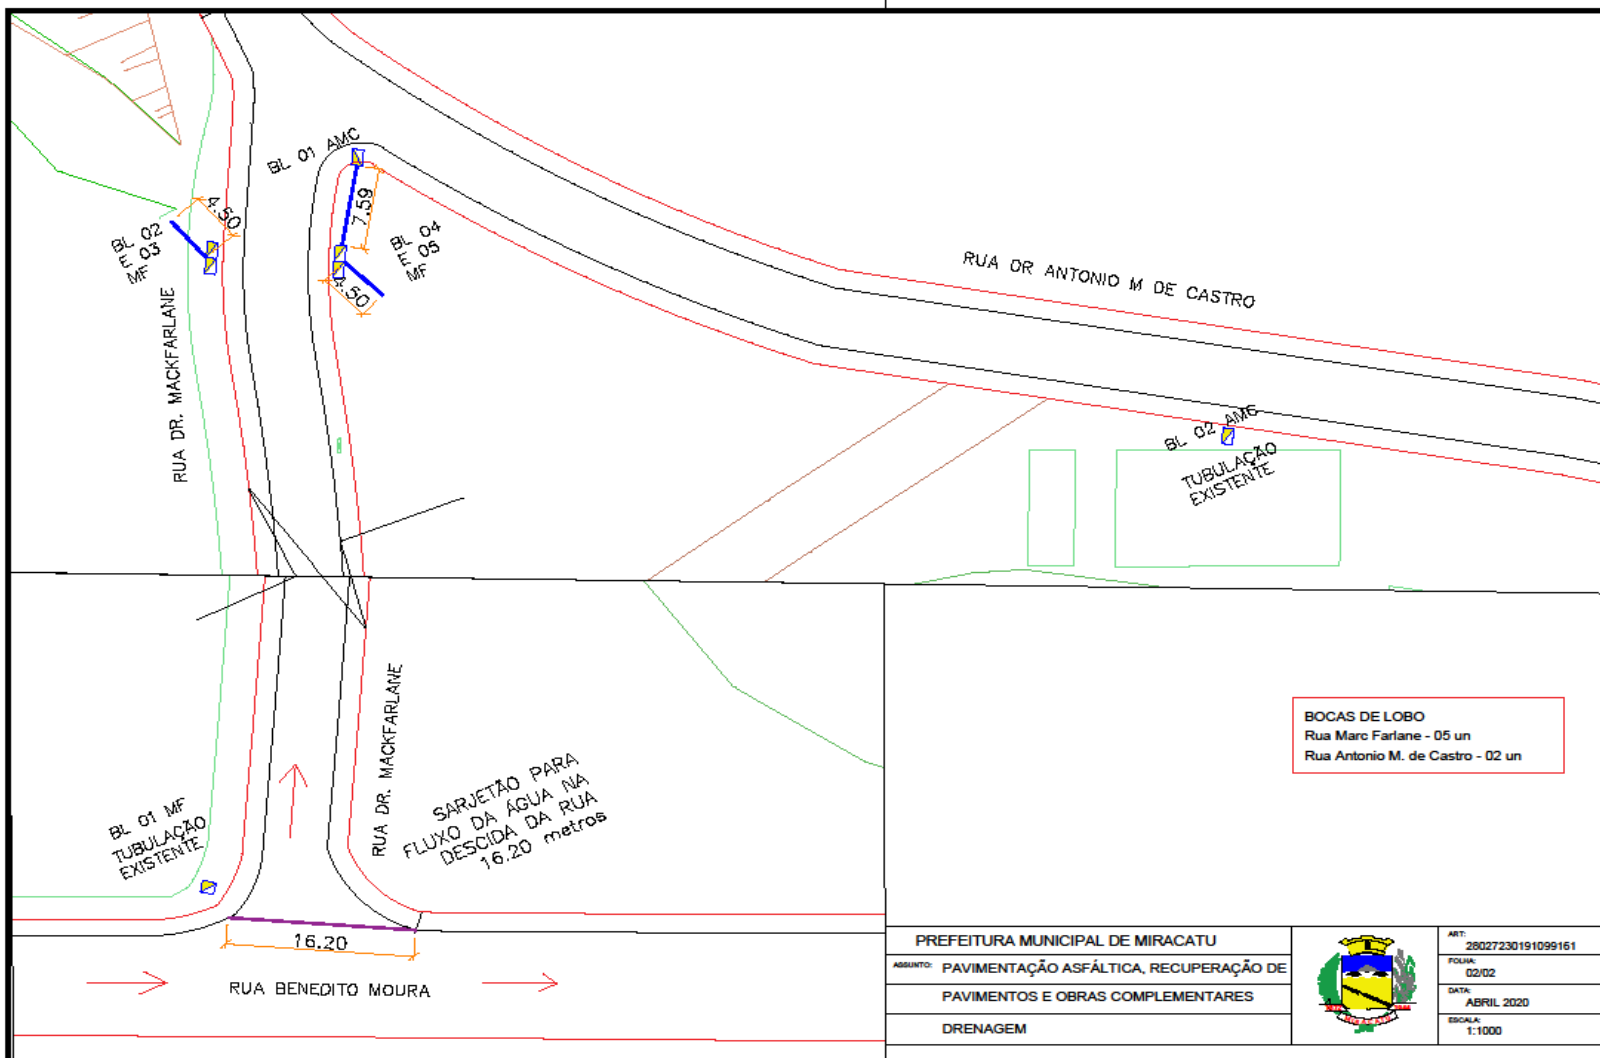 BL 01 AMC
4.50
7.59
BL 02
E 03
MF
BL 04
E 05
MF
4.50
RUA DR. MACKFARLANE
RUA DR ANTONIO M DE CASTRO
BL 02 AMC
TUBULAÇÃO
EXISTENTE
BOCAS DE LOBO
Rua Marc Farlane - 05 un
Rua Antonio M. de Castro - 02 un
RUA DR. MACKFARLANE
SARJETÃO PARA
FLUXO DA ÁGUA NA
DESCIDA DA RUA
16.20 metros
BL 01 MF
TUBULAÇÃO
EXISTENTE
16.20
RUA BENEDITO MOURA
PREFEITURA MUNICIPAL DE MIRACATU
ASSUNTO: PAVIMENTAÇÃO ASFÁLTICA, RECUPERAÇÃO DE
PAVIMENTOS E OBRAS COMPLEMENTARES
DRENAGEM
ART:
28027230191099161
FOLHA:
02/02
DATA:
ABRIL 2020
ESCALA:
1:1000